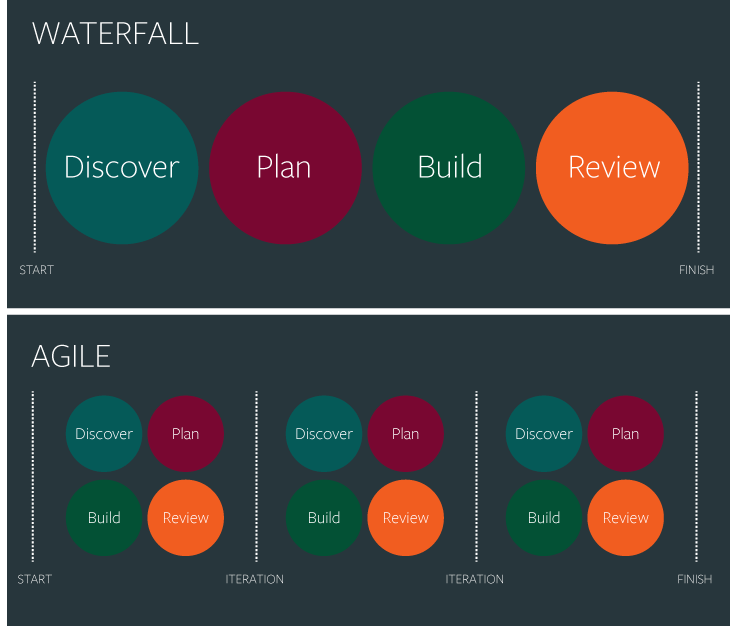 WATERFALL
Discover Plan Build Review
START FINISH
AGILE
Discover Plan Discover Plan Discover Plan
Build Review Build Review Build Review
START ITERATION ITERATION FINISH